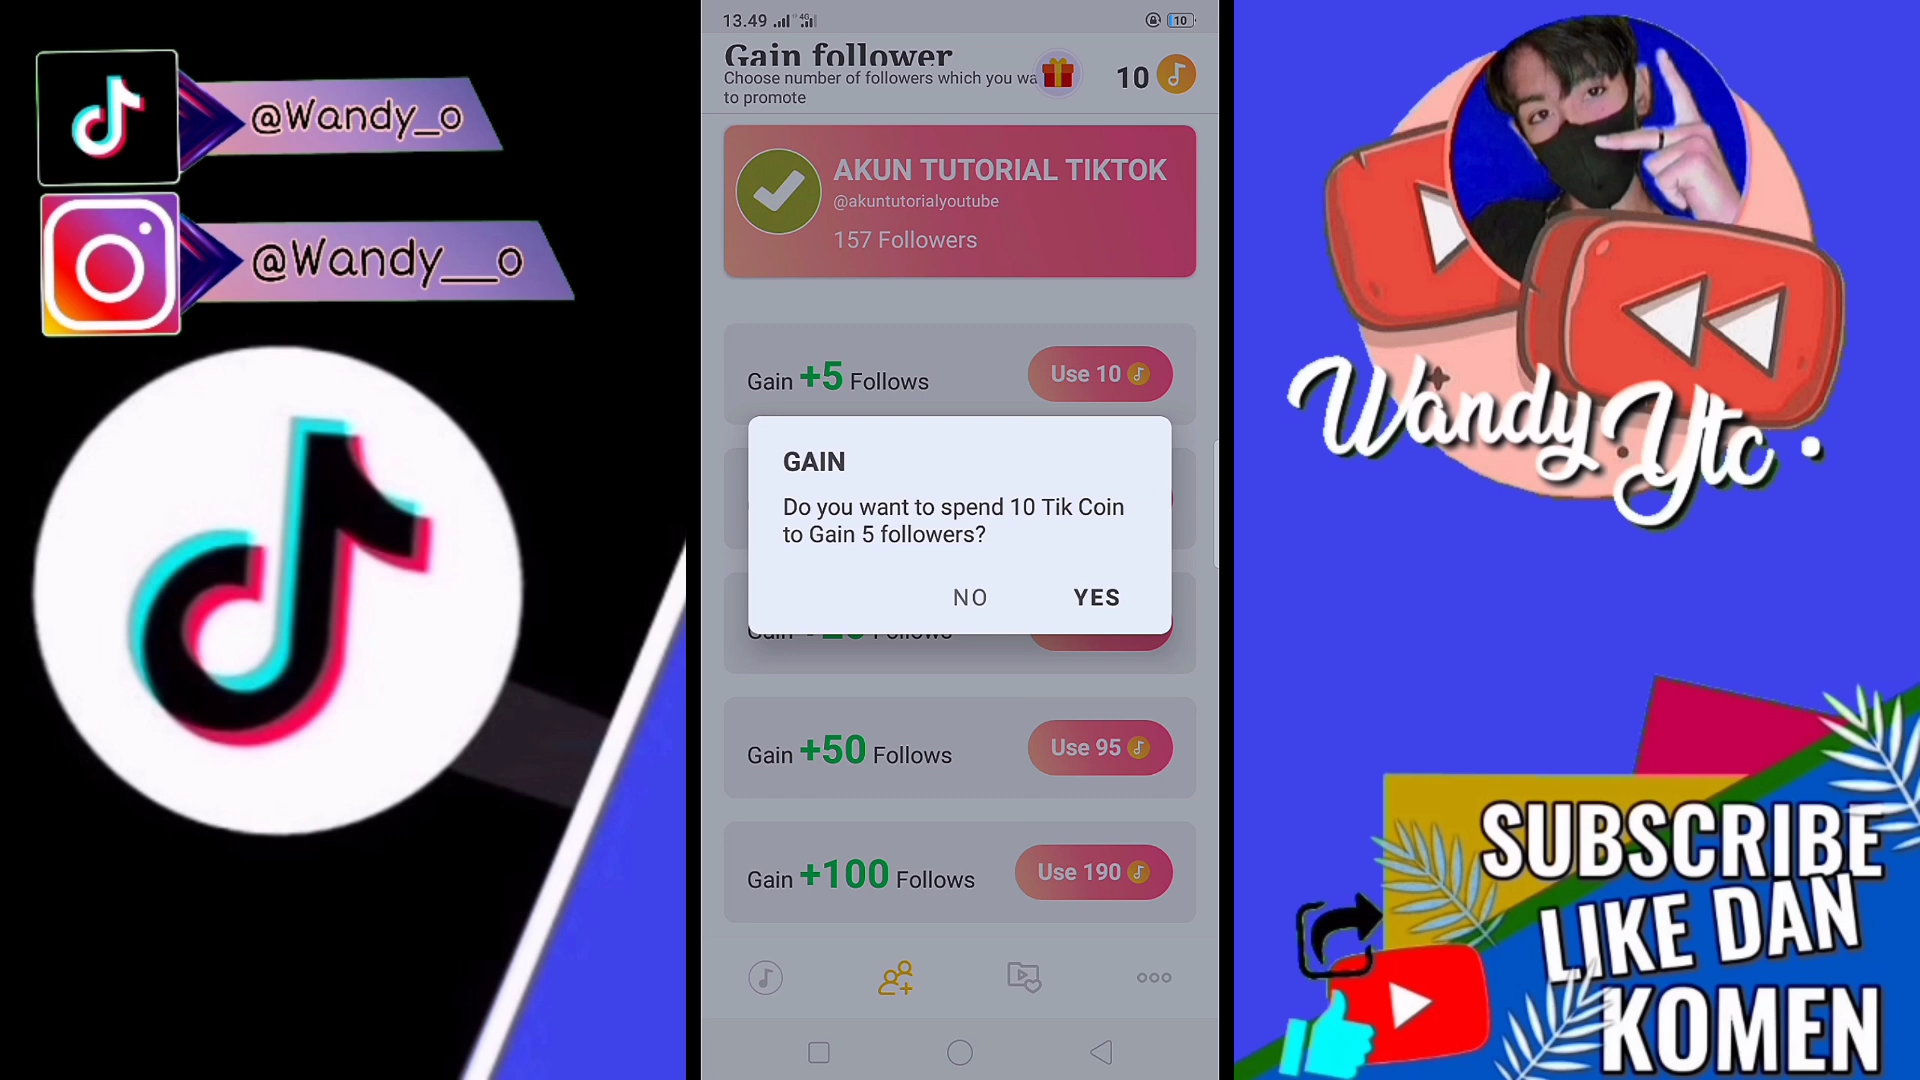 @Wandy_o
@Wandy__o
13.49
4G
10
Gain follower
Choose number of followers which you wa
to promote
10
AKUN TUTORIAL TIKTOK
@akuntutorialyoutube
157 Followers
Gain +5 Follows
Use 10
GAIN
Do you want to spend 10 Tik Coin
to Gain 5 followers?
NO
YES
Gain +50 Follows
Use 95
Gain +100 Follows
Use 190
Wandy Ytc
SUBSCRIBE
LIKE DAN
KOMEN